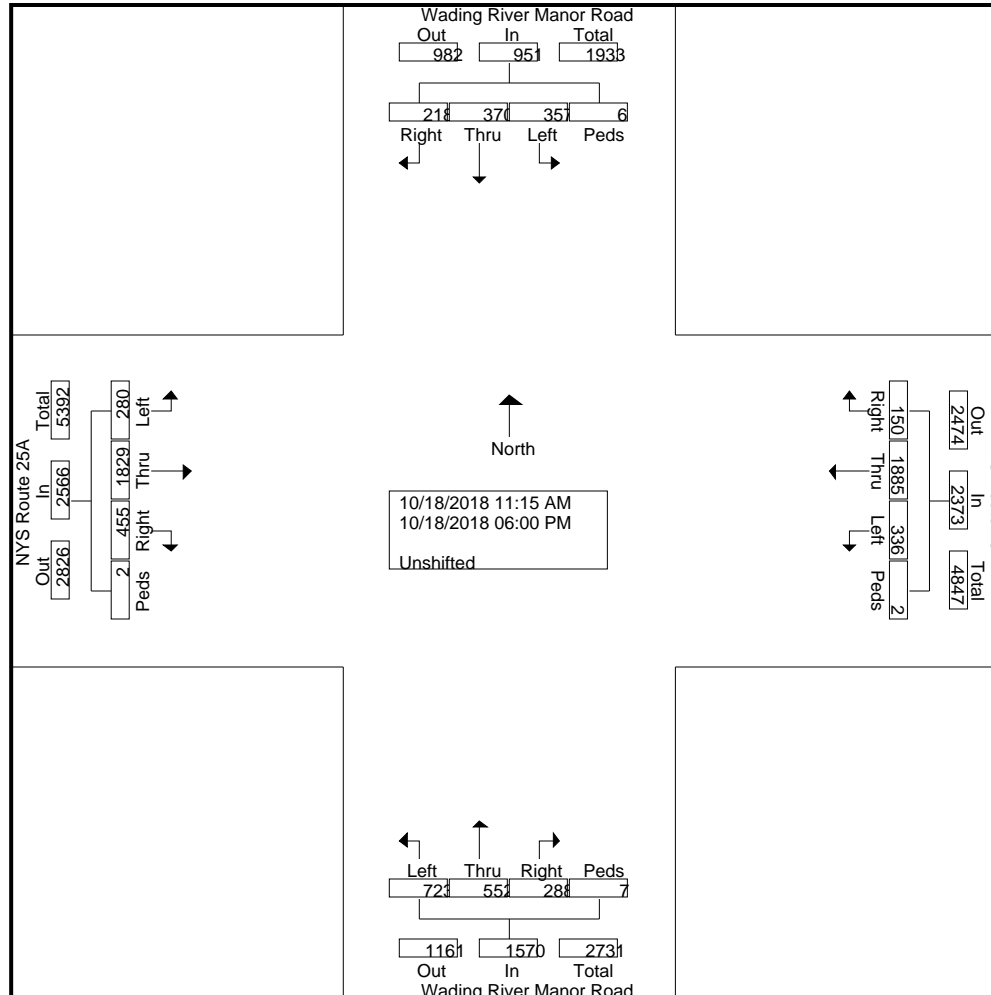 Wading River Manor Road
Out In Total
982 951 1933
218 370 357 6
Right Thru Left Peds
NYS Route 25A
Total In Out
5392 2566 2826
280 1829 455 2
Left Thru Right Peds
North
10/18/2018 11:15 AM
10/18/2018 06:00 PM
Unshifted
Right Thru Left Peds
150 1885 336 2
Out In Total
2474 2373 4847
Left Thru Right Peds
723 552 288 7
1161 1570 2731
Out In Total
Wading River Manor Road